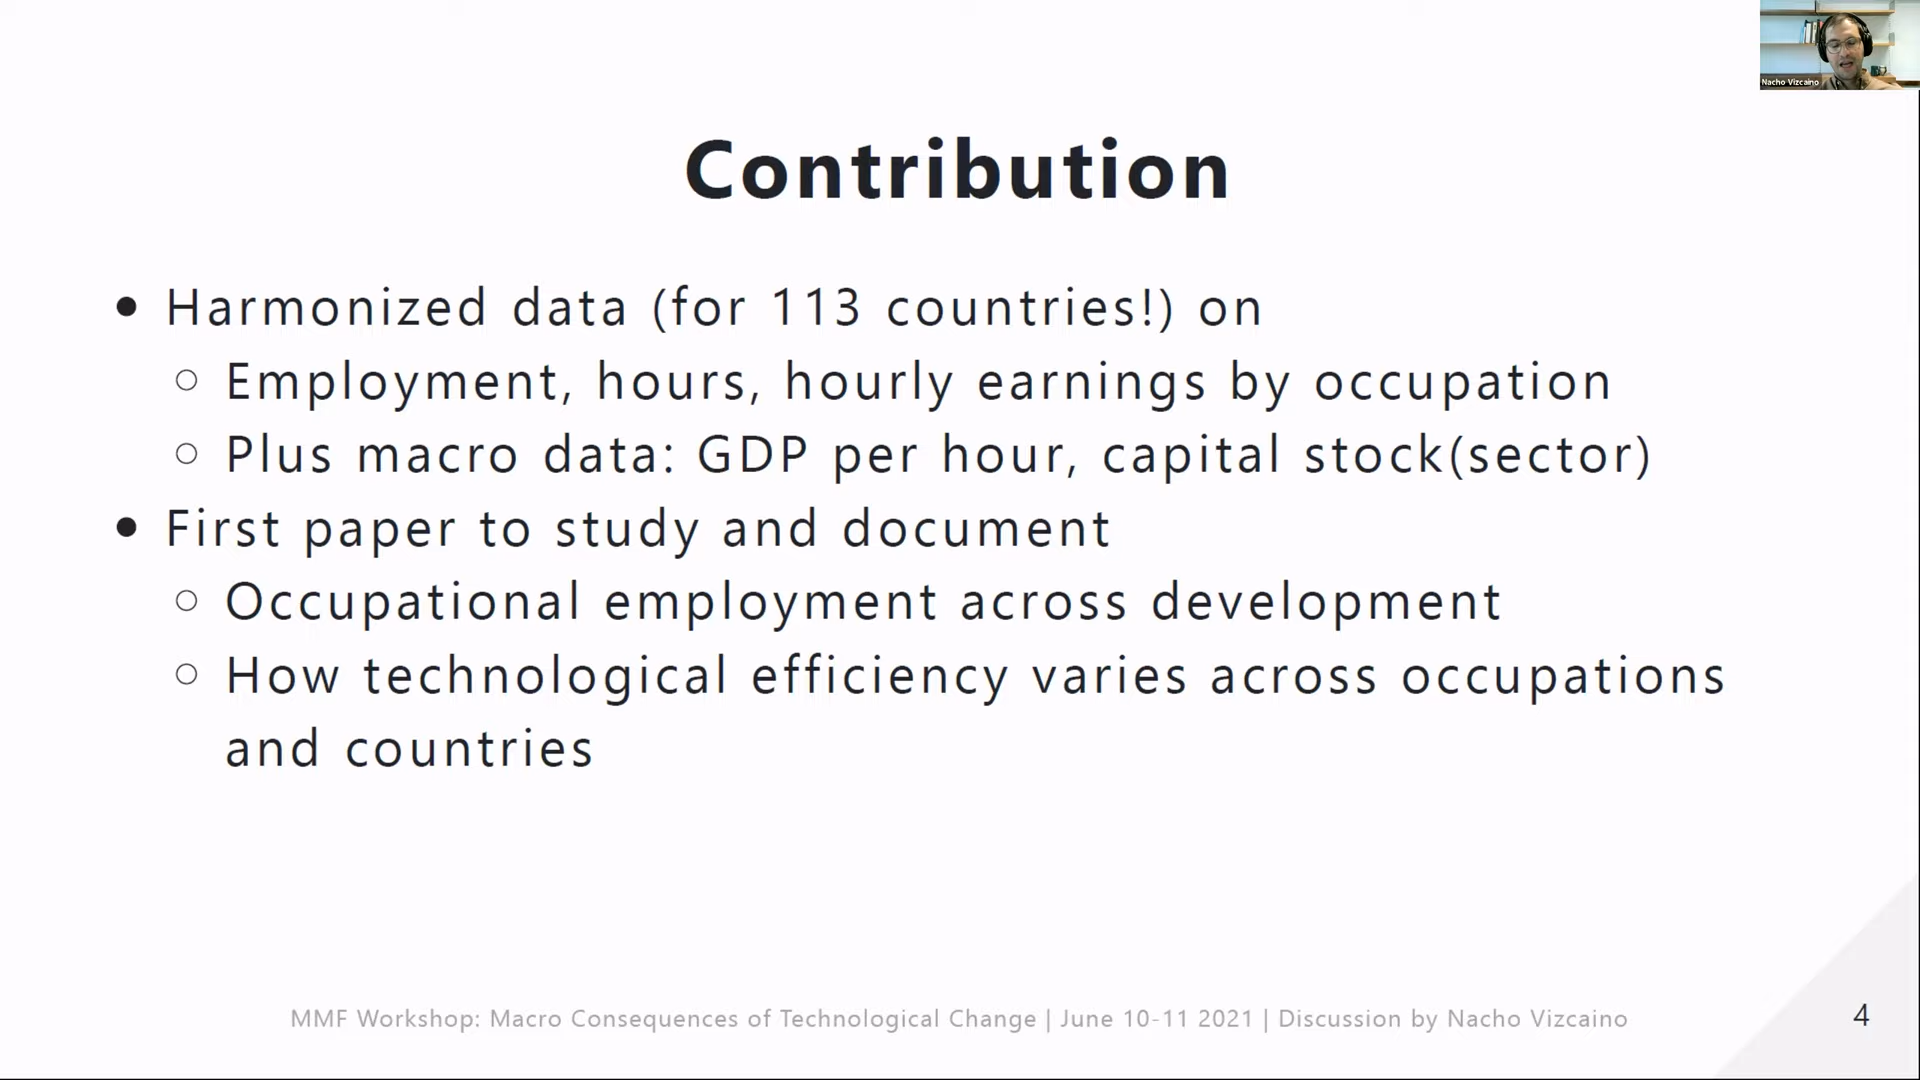 Nacho Vizcaino
Contribution
• Harmonized data (for 113 countries!) on
○ Employment, hours, hourly earnings by occupation
○ Plus macro data: GDP per hour, capital stock(sector)
• First paper to study and document
○ Occupational employment across development
○ How technological efficiency varies across occupations
and countries
MMF Workshop: Macro Consequences of Technological Change | June 10-11 2021 | Discussion by Nacho Vizcaino
4